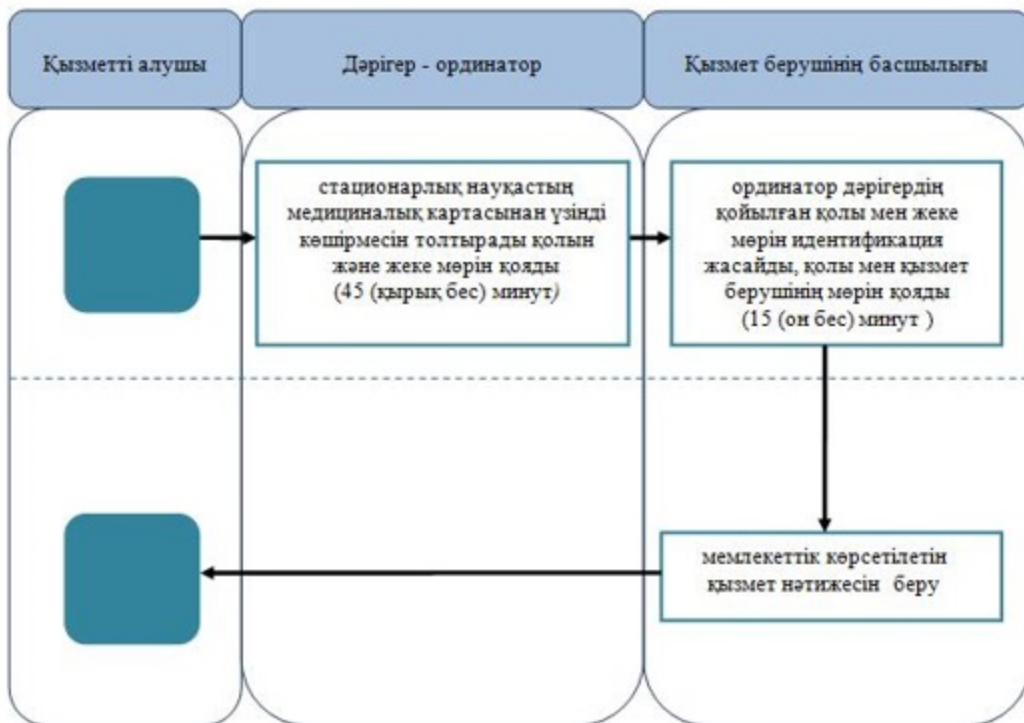 Қызметті алушы
Дәрігер - ординатор
Қызмет берушінің басшылығы
стационарлық науқастың
медициналық картасынан үзінді
көшірмесін толтырады қолын
және жеке мөрін қояды
(45 (қырық бес) минут)
ординатор дәрігердің
қойылған қолы мен жеке
мөрін идентификация
жасайды, қолы мен қызмет
берушінің мөрін қояды
(15 (он бес) минут )
мемлекеттік көрсетілетін
қызмет нәтижесін беру